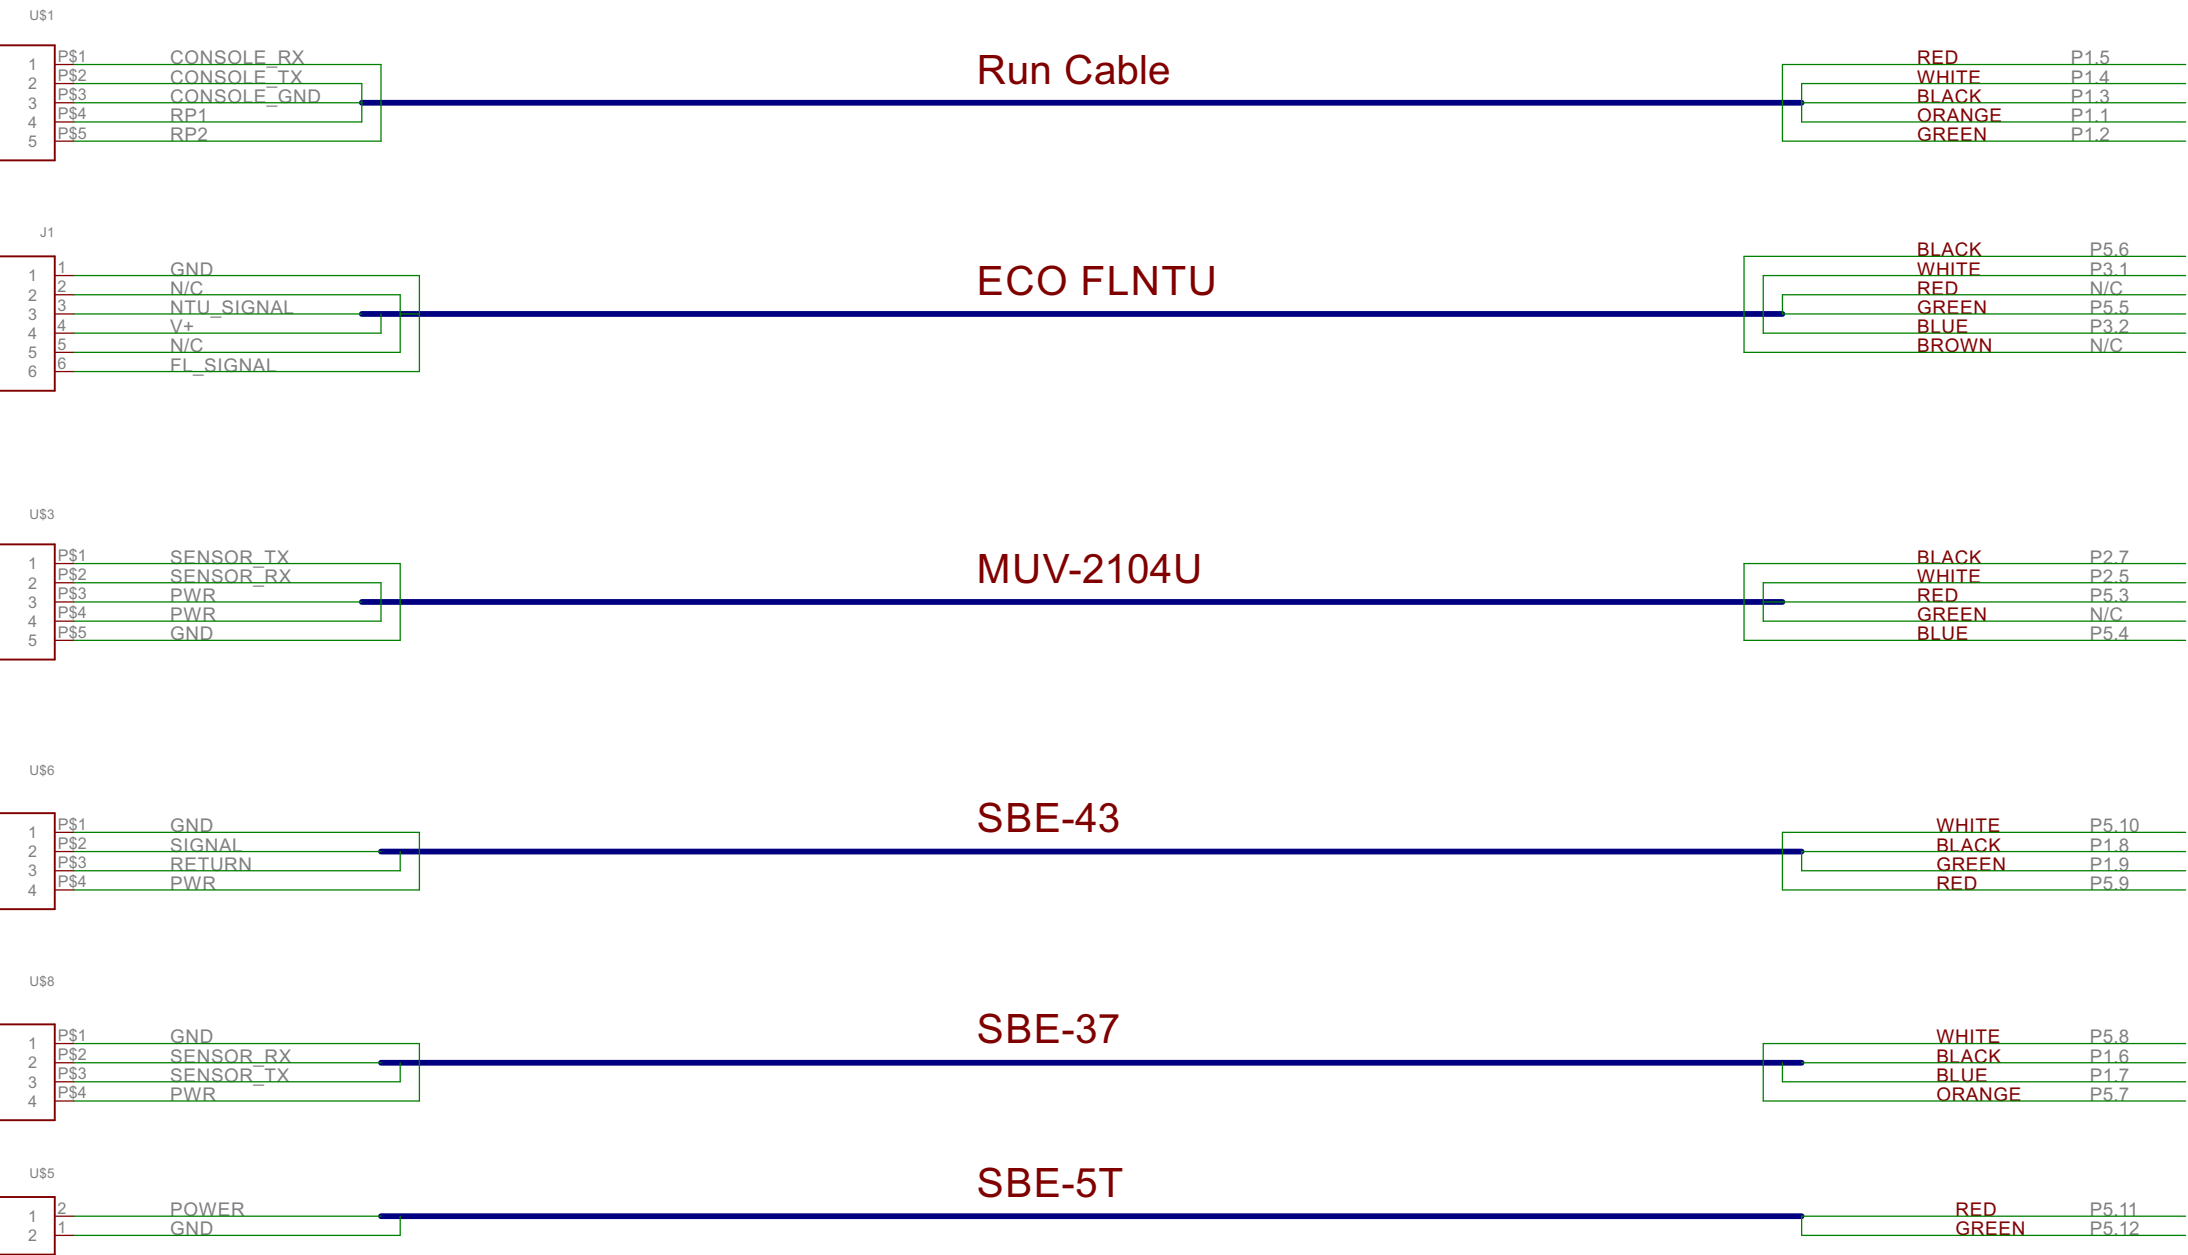 U$1
1 P$1 CONSOLE_RX Run Cable RED P1.5
2 P$2 CONSOLE_TX WHITE P1.4
3 P$3 CONSOLE_GND BLACK P1.3
4 P$4 RP1 ORANGE P1.1
5 P$5 RP2 GREEN P1.2
J1
BLACK P5.6
1 1 GND ECO FLNTU WHITE P3.1
2 2 N/C RED N/C
3 3 NTU_SIGNAL GREEN P5.5
4 4 V+ BLUE P3.2
5 5 N/C BROWN N/C
6 6 FL_SIGNAL
U$3
1 P$1 SENSOR_TX MUV-2104U BLACK P2.7
2 P$2 SENSOR_RX WHITE P2.5
3 P$3 PWR RED P5.3
4 P$4 PWR GREEN N/C
5 P$5 GND BLUE P5.4
U$6
1 P$1 GND SBE-43 WHITE P5.10
2 P$2 SIGNAL BLACK P1.8
3 P$3 RETURN GREEN P1.9
4 P$4 PWR RED P5.9
U$8
1 P$1 GND SBE-37 WHITE P5.8
2 P$2 SENSOR_RX BLACK P1.6
3 P$3 SENSOR_TX BLUE P1.7
4 P$4 PWR ORANGE P5.7
U$5
SBE-5T
1 2 POWER RED P5.11
2 1 GND GREEN P5.12